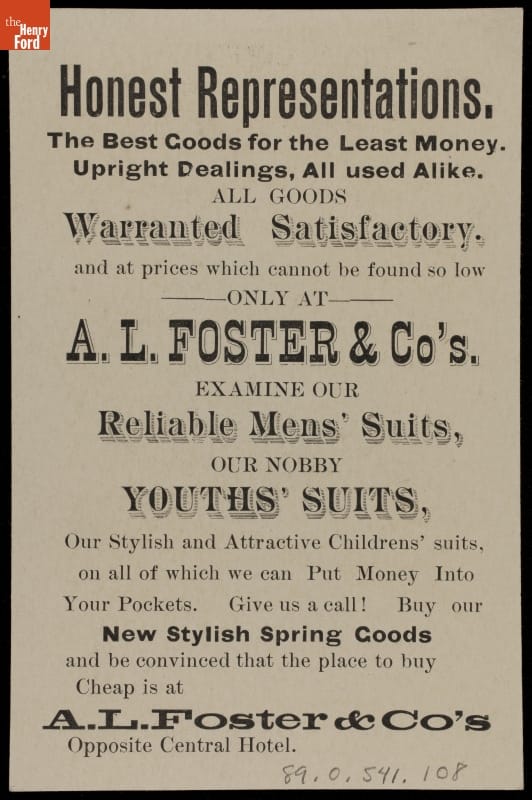 the
Henry
Ford
Honest Representations.
The Best Goods for the Least Money.
Upright Dealings, All used Alike.
ALL GOODS
Warranted Satisfactory.
and at prices which cannot be found so low
ONLY AT
A. L. FOSTER & Co's.
EXAMINE OUR
Reliable Mens' Suits,
OUR NOBBY
YOUTHS' SUITS,
Our Stylish and Attractive Childrens' suits,
on all of which we can Put Money Into
Your Pockets. Give us a call! Buy our
New Stylish Spring Goods
and be convinced that the place to buy
Cheap is at
A.L.Foster & Co's
Opposite Central Hotel.
89.0.541.108